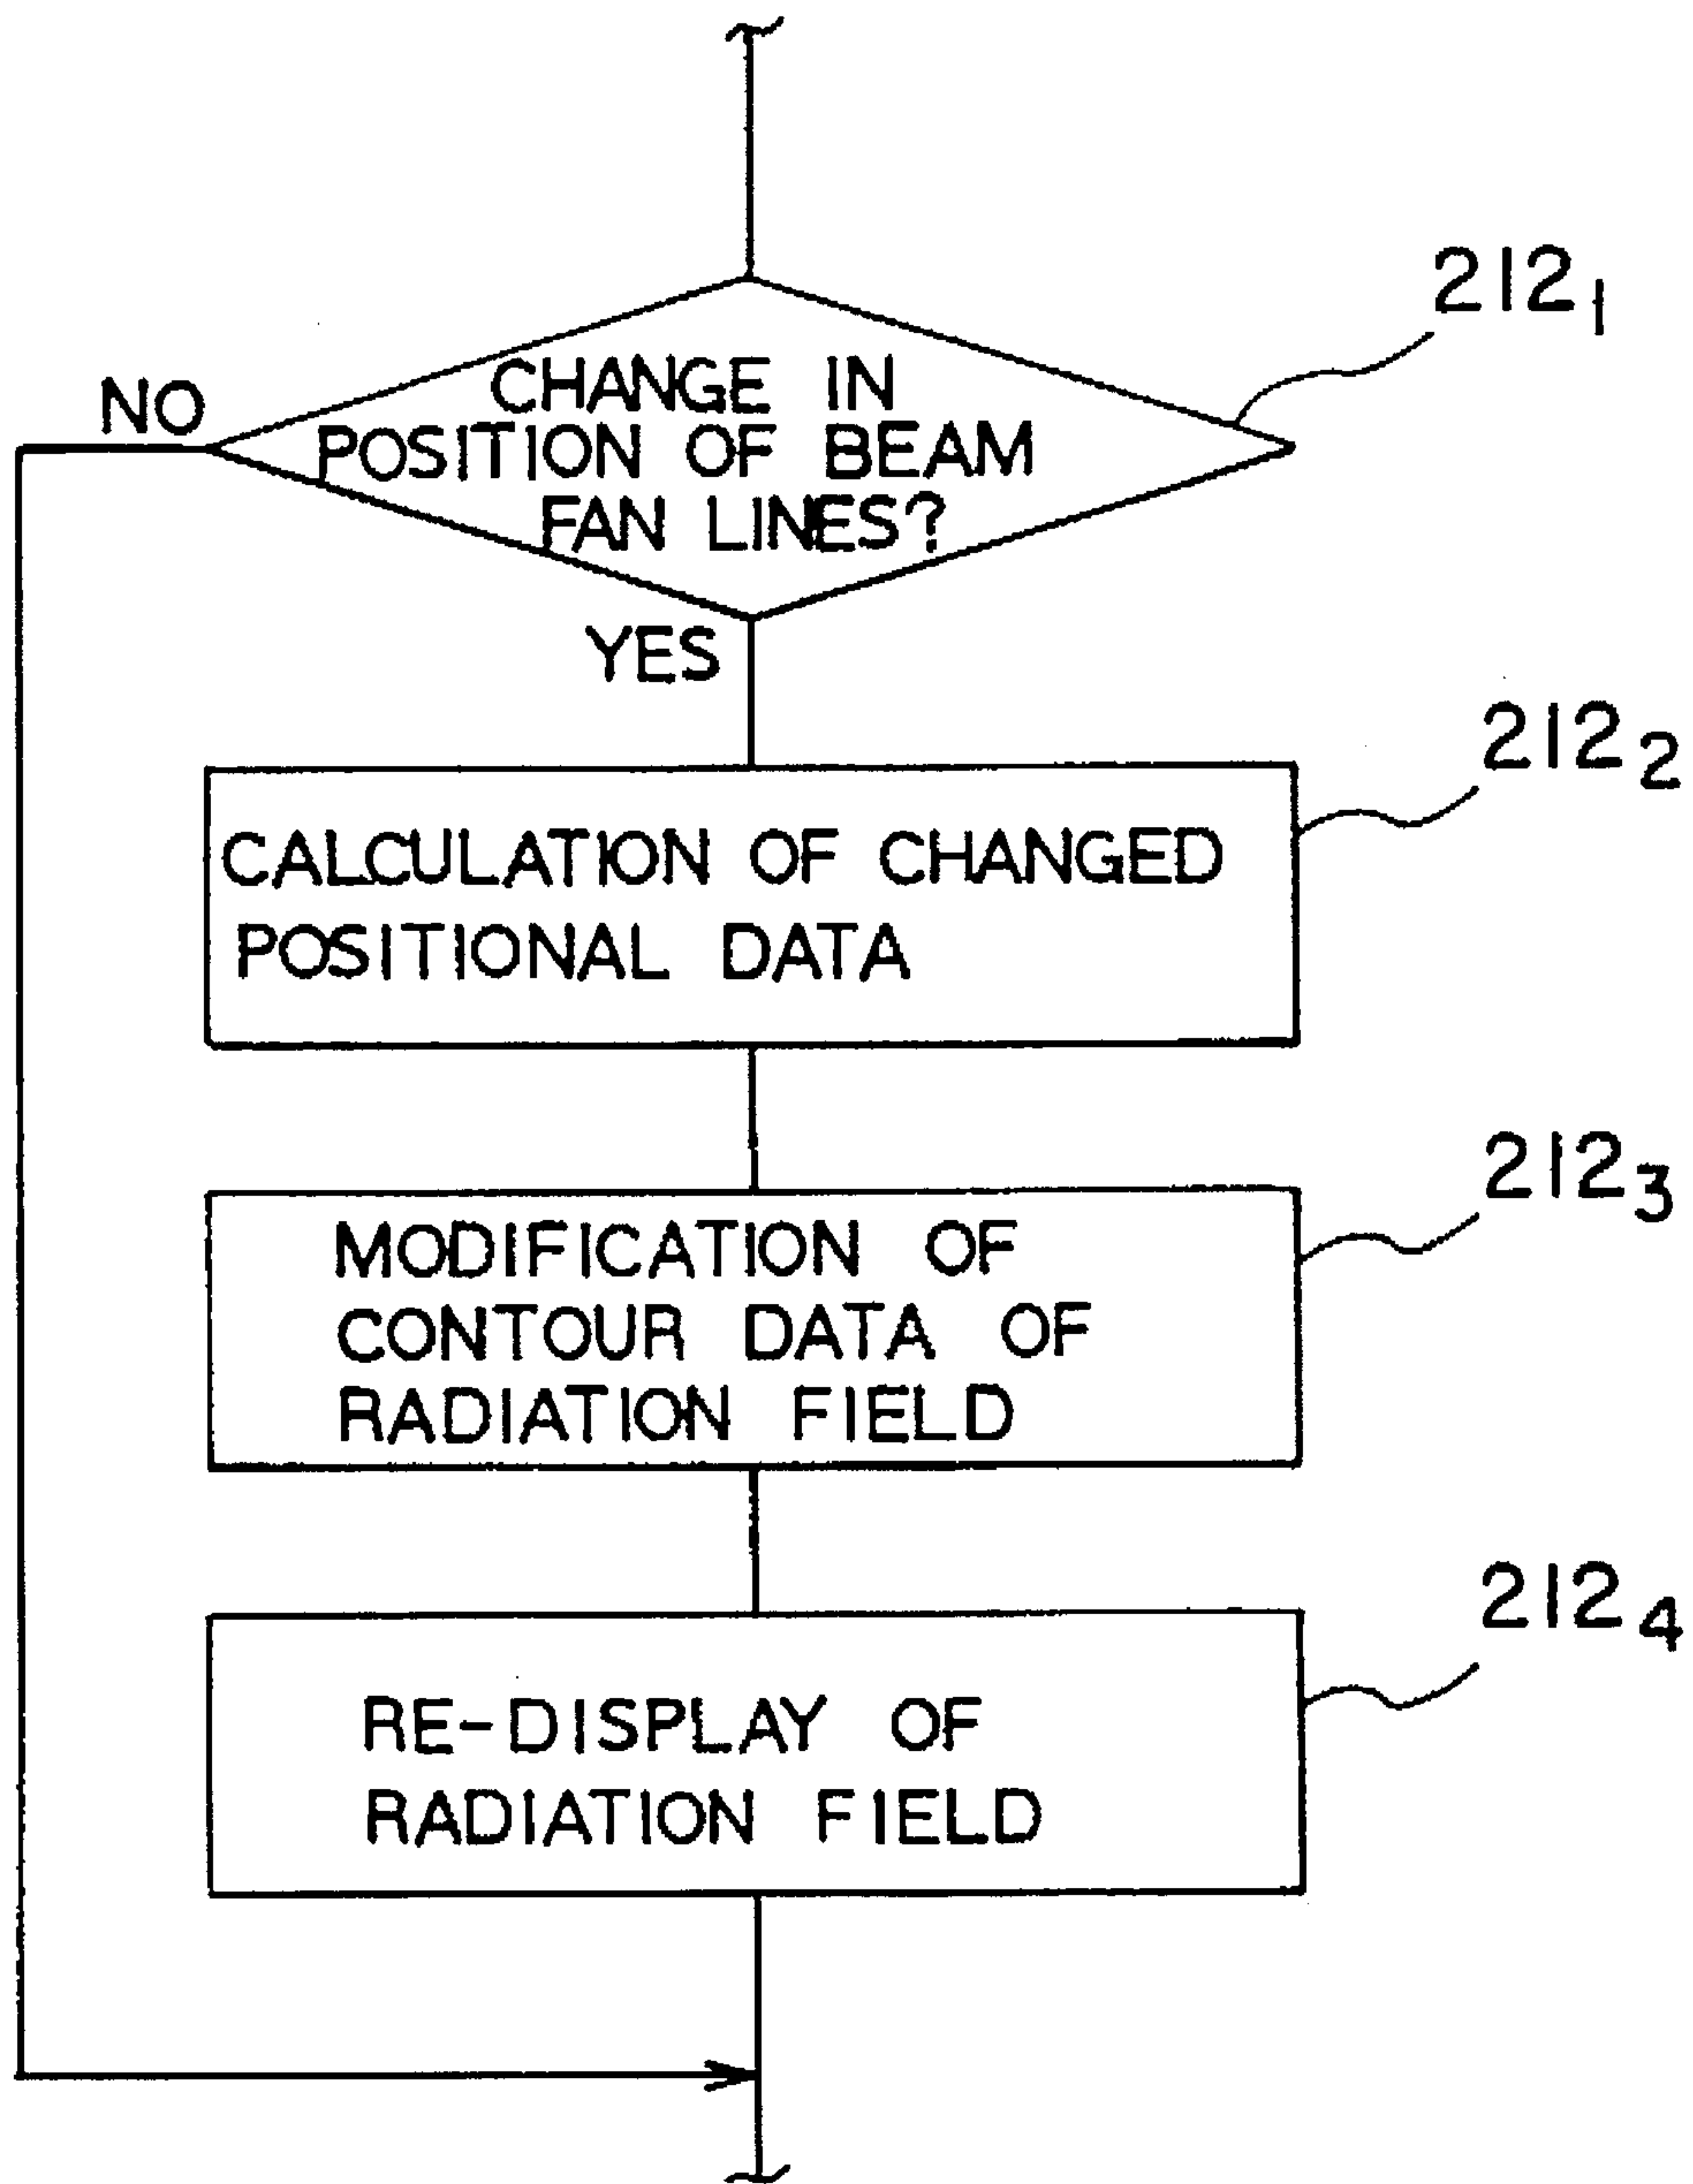 212₁
CHANGE IN
NO
POSITION OF BEAM
FAN LINES?
YES
212₂
CALCULATION OF CHANGED
POSITIONAL DATA
212₃
MODIFICATION OF
CONTOUR DATA OF
RADIATION FIELD
212₄
RE-DISPLAY OF
RADIATION FIELD